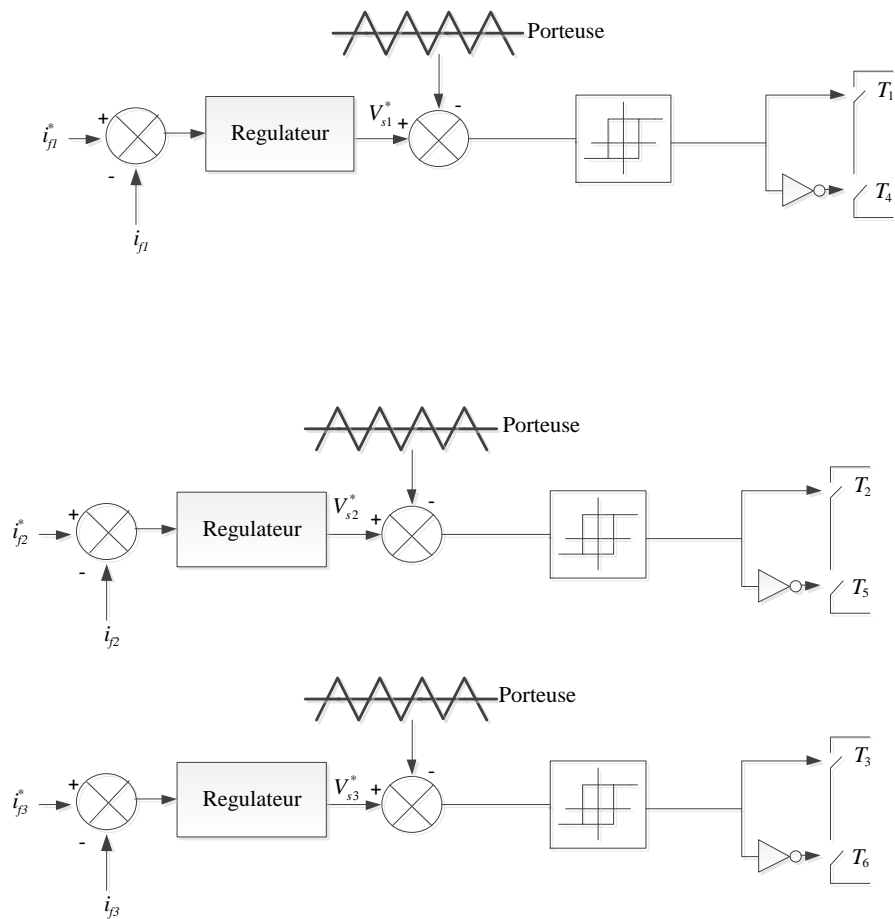 Porteuse
i*f1
+
-
Regulateur
V*s1
+
-
T1
T4
if1
Porteuse
i*f2
+
-
Regulateur
V*s2
+
-
T2
T5
if2
Porteuse
i*f3
+
-
Regulateur
V*s3
+
-
T3
T6
if3